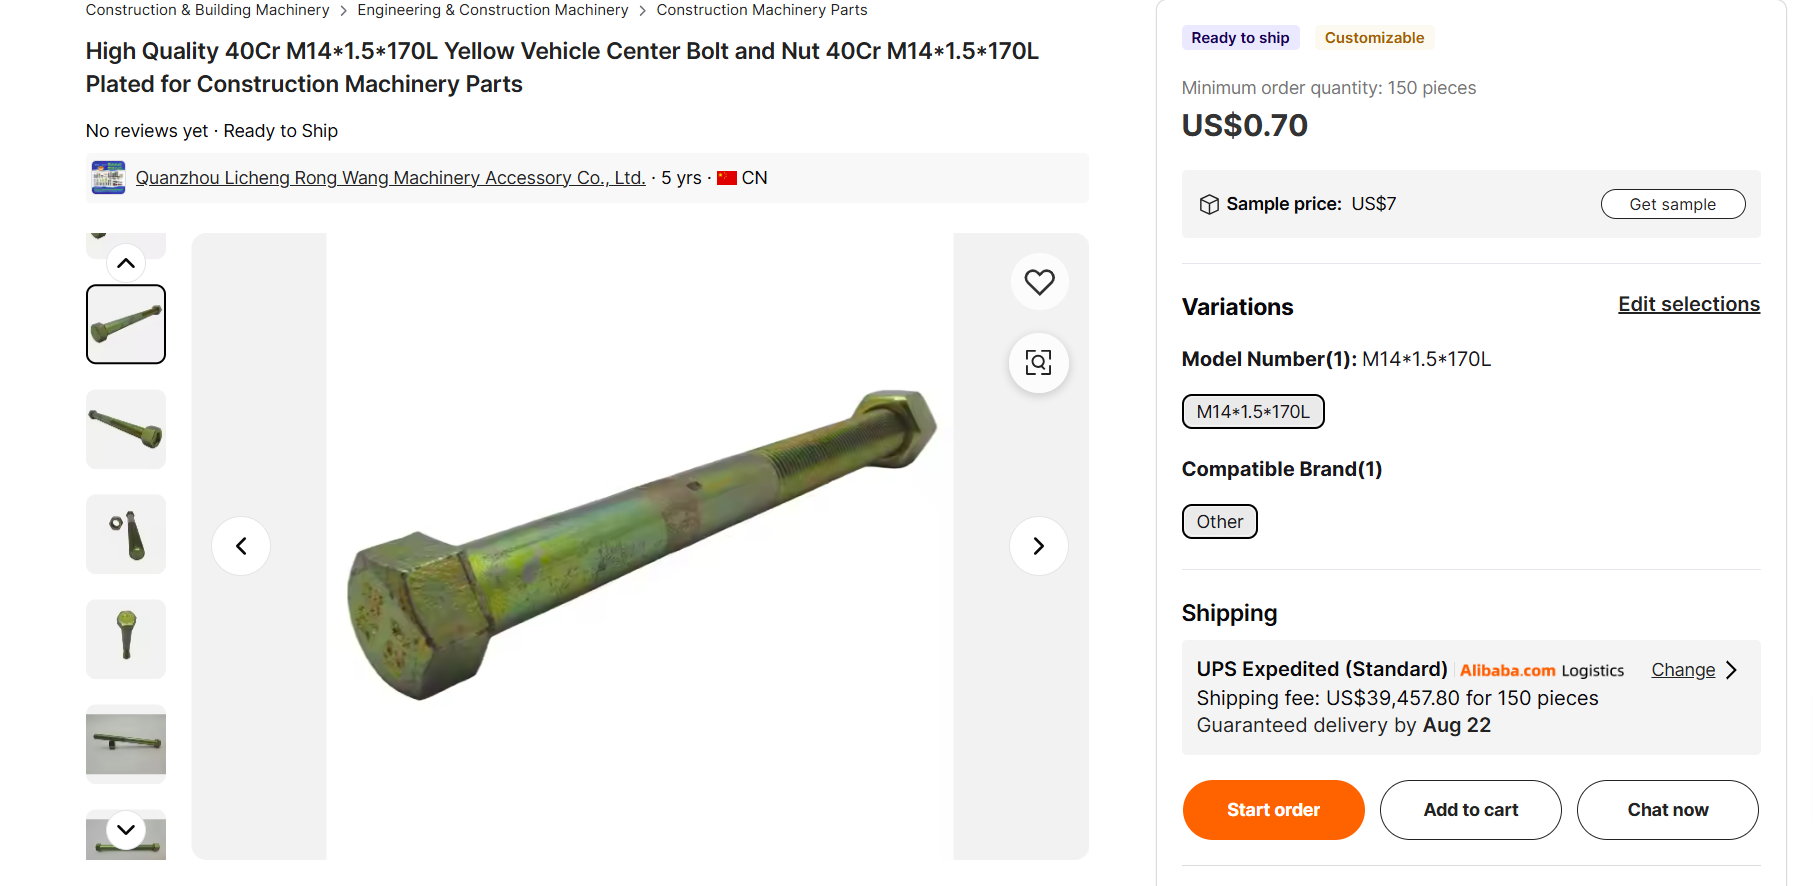 Construction & Building Machinery > Engineering & Construction Machinery > Construction Machinery Parts
High Quality 40Cr M14*1.5*170L Yellow Vehicle Center Bolt and Nut 40Cr M14*1.5*170L
Plated for Construction Machinery Parts
No reviews yet · Ready to Ship
Quanzhou Licheng Rong Wang Machinery Accessory Co., Ltd. · 5 yrs · CN
Ready to ship
Customizable
Minimum order quantity: 150 pieces
US$0.70
Sample price: US$7
Get sample
Variations
Edit selections
Model Number(1): M14*1.5*170L
M14*1.5*170L
Compatible Brand(1)
Other
Shipping
UPS Expedited (Standard) Alibaba.com Logistics
Change
Shipping fee: US$39,457.80 for 150 pieces
Guaranteed delivery by Aug 22
Start order
Add to cart
Chat now